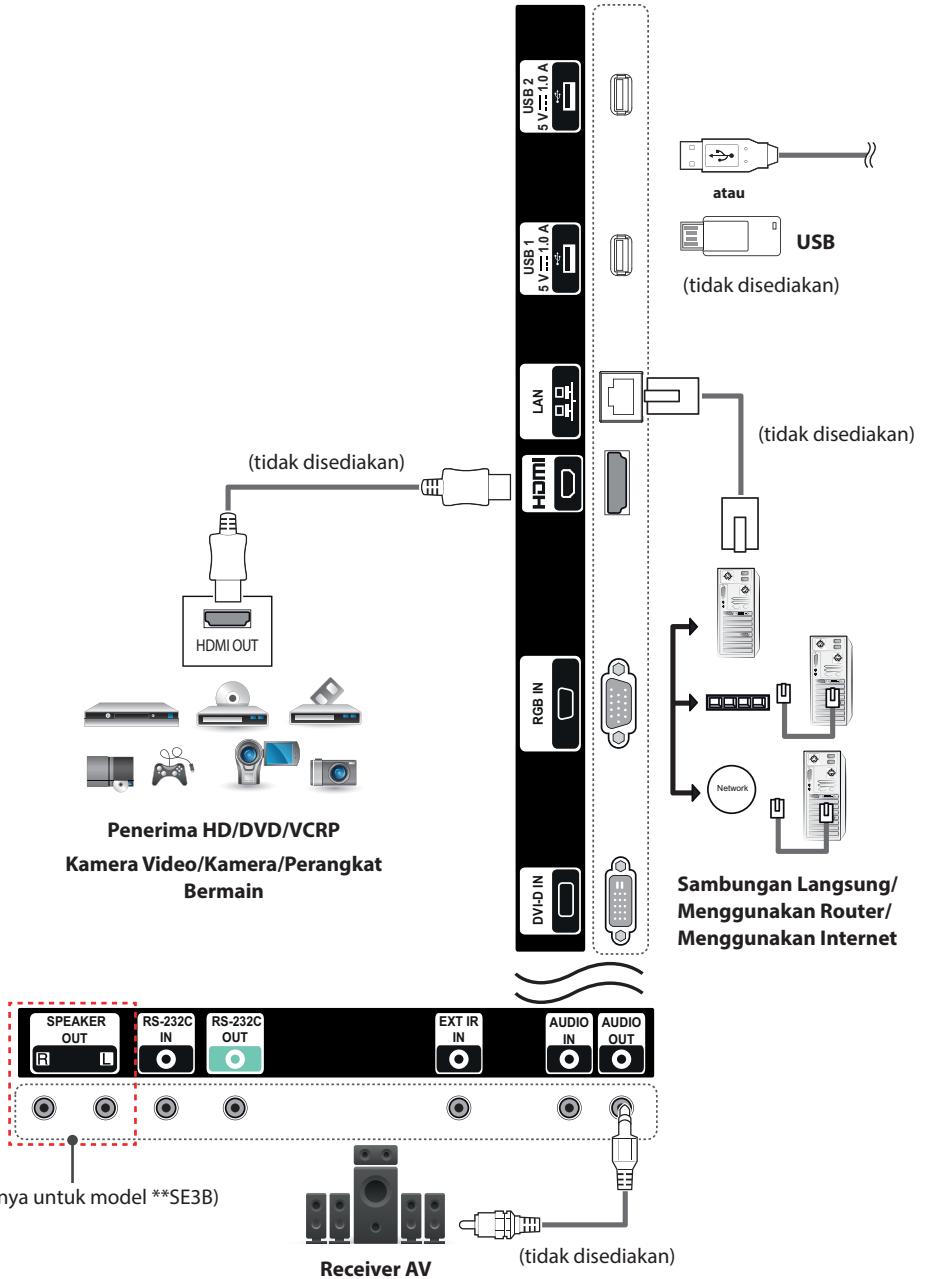 USB 2
5 V 1.0 A
atau
USB
(tidak disediakan)
USB 1
5 V 1.0 A
LAN
(tidak disediakan)
(tidak disediakan)
HDMI
HDMI OUT
RGB IN
Network
Penerima HD/DVD/VCRP
Kamera Video/Kamera/Perangkat
Bermain
DVI-D IN
Sambungan Langsung/
Menggunakan Router/
Menggunakan Internet
SPEAKER
OUT
R L
RS-232C
IN
RS-232C
OUT
EXT IR
IN
AUDIO
IN
AUDIO
OUT
untuk model **SE3B)
(tidak disediakan)
Receiver AV